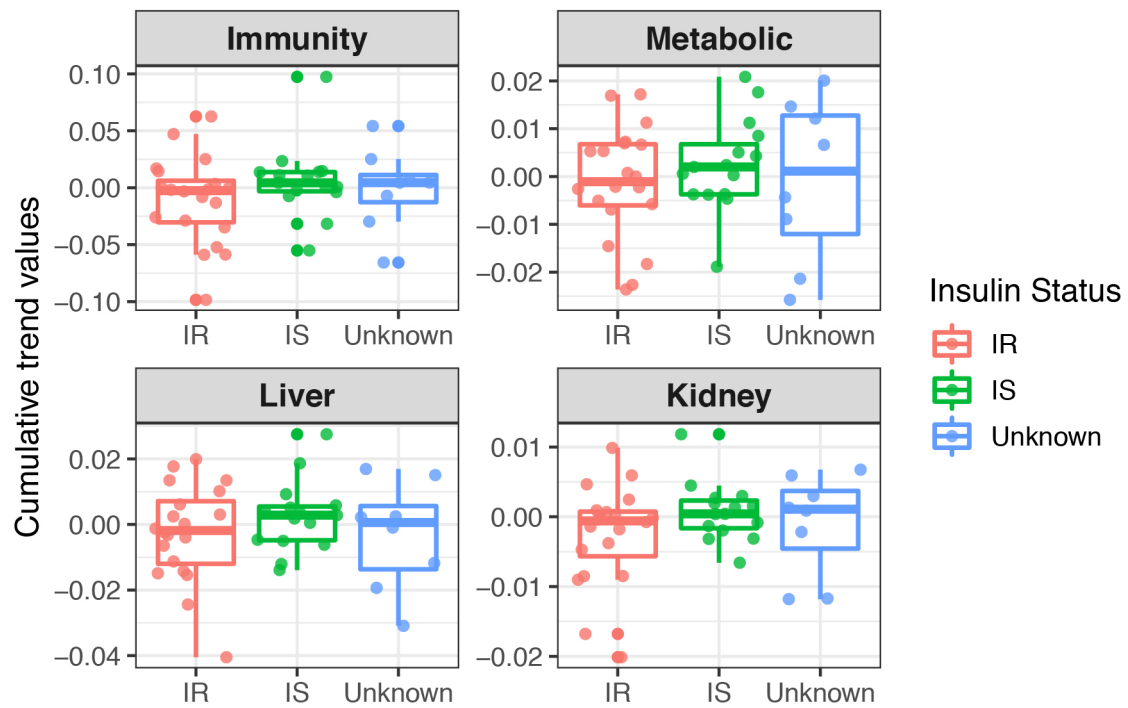 Cumulative trend values
Immunity
0.10
0.05
0.00
−0.05
−0.10
IR IS Unknown
Metabolic
0.02
0.01
0.00
−0.01
−0.02
IR IS Unknown
Liver
0.02
0.00
−0.02
−0.04
IR IS Unknown
Kidney
0.01
0.00
−0.01
−0.02
IR IS Unknown
Insulin Status
IR
IS
Unknown